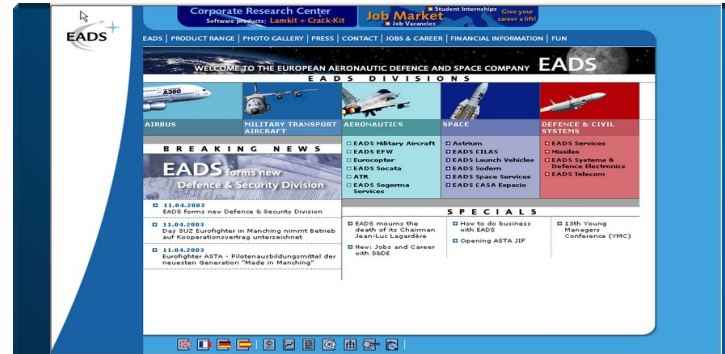 Corporate Research Center
Software products; Lamkit + Crack-Kit
Job Market
Student Internships
Job Vacancies
Give your
career a lift!
EADS
EADS | PRODUCT RANGE | PHOTO GALLERY | PRESS | CONTACT | JOBS & CAREER | FINANCIAL INFORMATION | FUN
WELCOME TO THE EUROPEAN AERONAUTIC DEFENCE AND SPACE COMPANY EADS
EADS DIVISIONS
A380
AIRBUS
MILITARY TRANSPORT
AIRCRAFT
AERONAUTICS
SPACE
DEFENCE & CIVIL
SYSTEMS
BREAKING NEWS
EADS forms new
Defence & Security Division
EADS Military Aircraft
EADS EFW
Eurocopter
EADS Socata
ATR
EADS Sogerma
Services
Astrium
EADS CILAS
EADS Launch Vehicles
EADS Sodern
EADS Space Services
EADS CASA Espacio
EADS Services
Missiles
EADS Systems &
Defence Electronics
EADS Telecom
11.04.2003
EADS forms new Defence & Security Division
11.04.2003
Das SUZ Eurofighter in Manching nimmt Betrieb
auf Kooperationsvertrag unterzeichnet
11.04.2003
Eurofighter ASTA - Pilotenausbildungsmittel der
neuesten Generation "Made in Manching"
SPECIALS
EADS mourns the
death of its Chairman
Jean-Luc Lagardère
New: Jobs and Career
with S&DE
How to do business
with EADS
Opening ASTA JIF
13th Young
Managers
Conference (YMC)